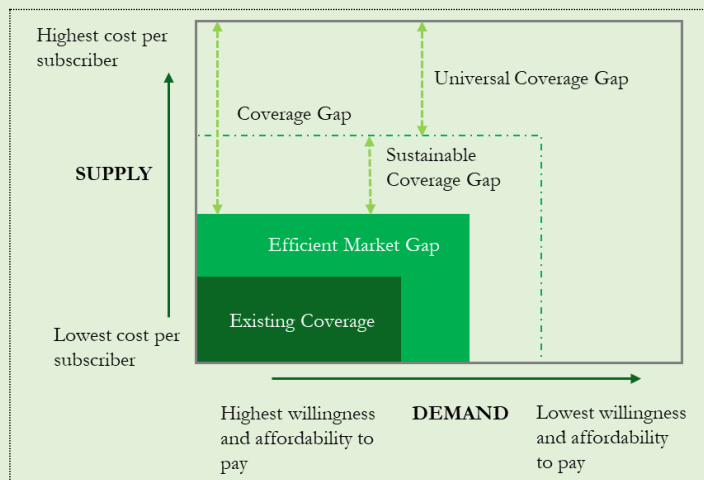 Highest cost per
subscriber
Universal Coverage Gap
Coverage Gap
SUPPLY
Sustainable
Coverage Gap
Efficient Market Gap
Existing Coverage
Lowest cost per
subscriber
Highest willingness
and affordability to
pay
DEMAND
Lowest willingness
and affordability
to pay